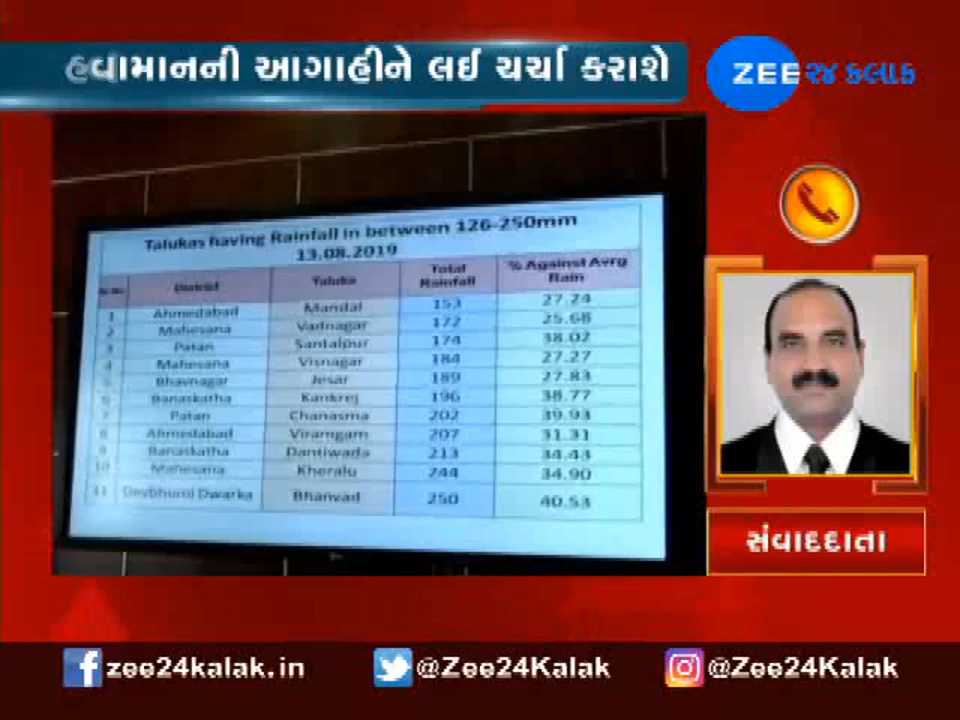 હવામાનની આગાહીને લઈ ચર્ચા કરાશે
ZEE ૨૪ કલાક
Talukas having Rainfall in between 126-250mm
13.08.2019
District Taluka Total Rainfall % Against Avrg Rain
1 Ahmedabad Mandal 153 27.24
2 Mahesana Vadnagar 172 25.68
3 Patan Santalpur 174 38.02
4 Mahesana Visnagar 184 27.27
Bhavnagar Jesar 189 27.83
6 Banaskatha Kankrej 196 38.77
7 Patan Chanasma 202 39.93
8 Ahmedabad Viramgam 207 31.31
9 Banaskatha Dantiwada 213 34.43
10 Mahesana Kheralu 244 34.90
11 Devbhumi Dwarka Bhanvad 250 40.53
સંવાદદાતા
zee24kalak.in @Zee24Kalak @Zee24Kalak